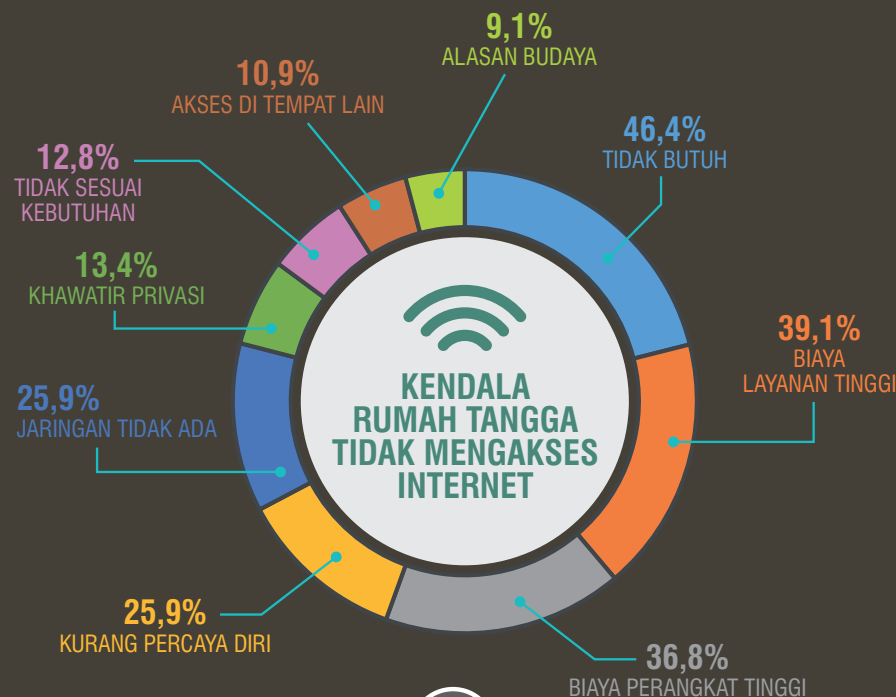 9,1%
ALASAN BUDAYA
10,9%
AKSES DI TEMPAT LAIN
46,4%
TIDAK BUTUH
12,8%
TIDAK SESUAI
KEBUTUHAN
13,4%
KHAWATIR PRIVASI
39,1%
BIAYA
LAYANAN TINGGI
KENDALA
RUMAH TANGGA
TIDAK MENGAKSES
INTERNET
25,9%
JARINGAN TIDAK ADA
25,9%
KURANG PERCAYA DIRI
36,8%
BIAYA PERANGKAT TINGGI